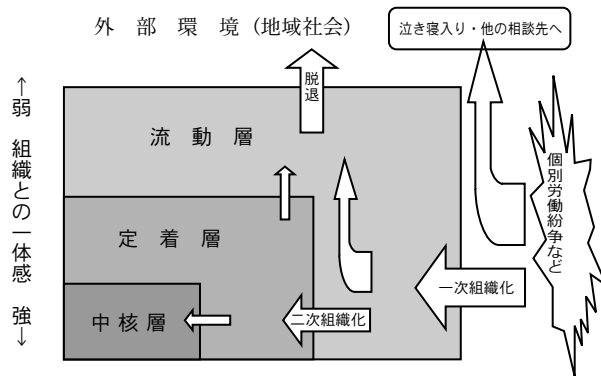 外部環境（地域社会）
泣き寝入り・他の相談先へ
脱退
←弱　組織との一体感　強→
流動層
個別労働紛争など
定着層
一次組織化
中核層
二次組織化